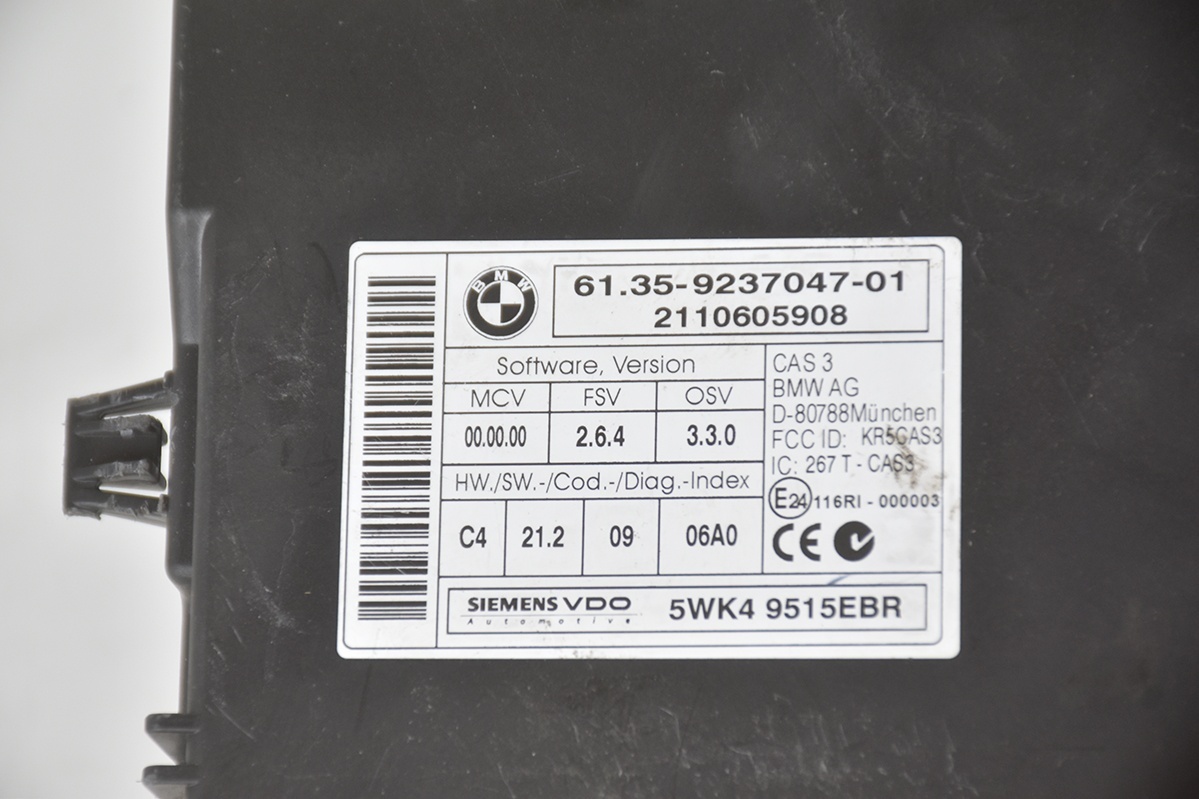 BMW
61.35-9237047-01
2110605908
Software, Version
MCV FSV OSV
00.00.00 2.6.4 3.3.0
HW./SW.-/Cod.-/Diag.-Index
C4 21.2 09 06A0
CAS 3
BMW AG
D-80788München
FCC ID: KR5CAS3
IC: 267 T - CAS3
E24 116RI - 000003
CE
SIEMENS VDO
Automotive
5WK4 9515EBR